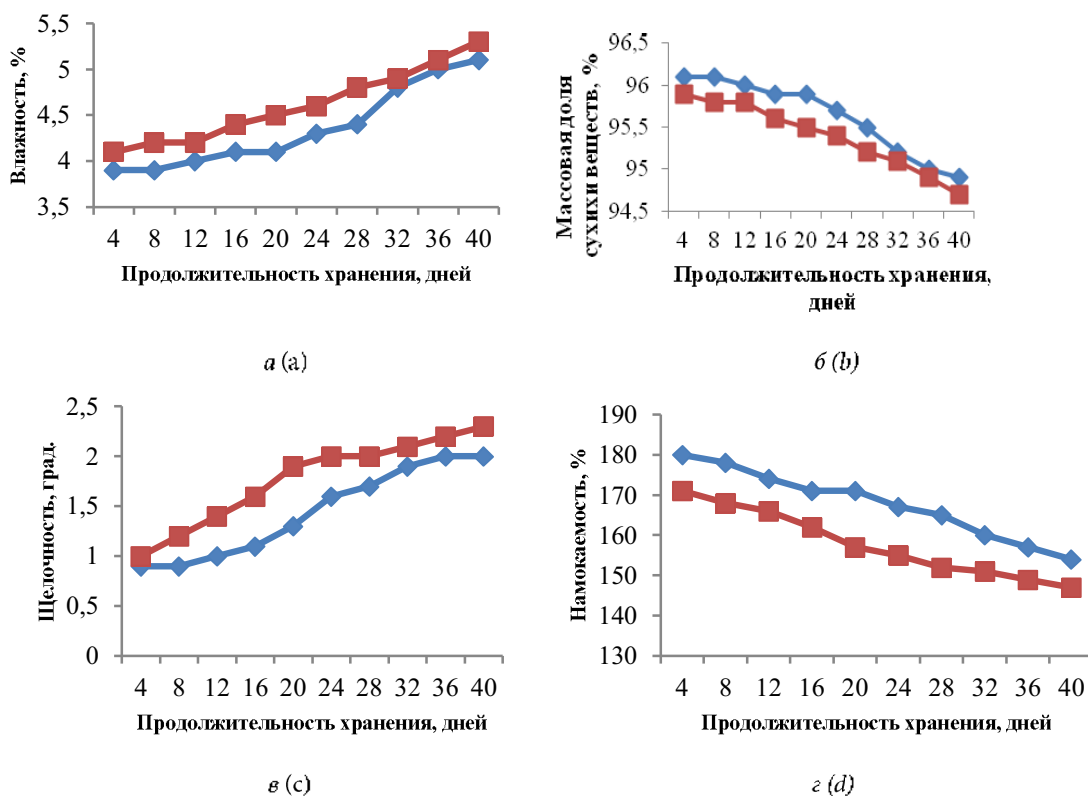 Влажность, %
5,5
5
4,5
4
3,5
4 8 12 16 20 24 28 32 36 40
Продолжительность хранения, дней
а (a)
Массовая доля
сухихи веществ, %
96,5
96
95,5
95
94,5
4 8 12 16 20 24 28 32 36 40
Продолжительность хранения,
дней
б (b)
Щелочность, град.
2,5
2
1,5
1
0,5
0
4 8 12 16 20 24 28 32 36 40
Продолжительность хранения, дней
в (c)
Намокаемость, %
190
180
170
160
150
140
130
4 8 12 16 20 24 28 32 36 40
Продолжительность хранения, дней
г (d)